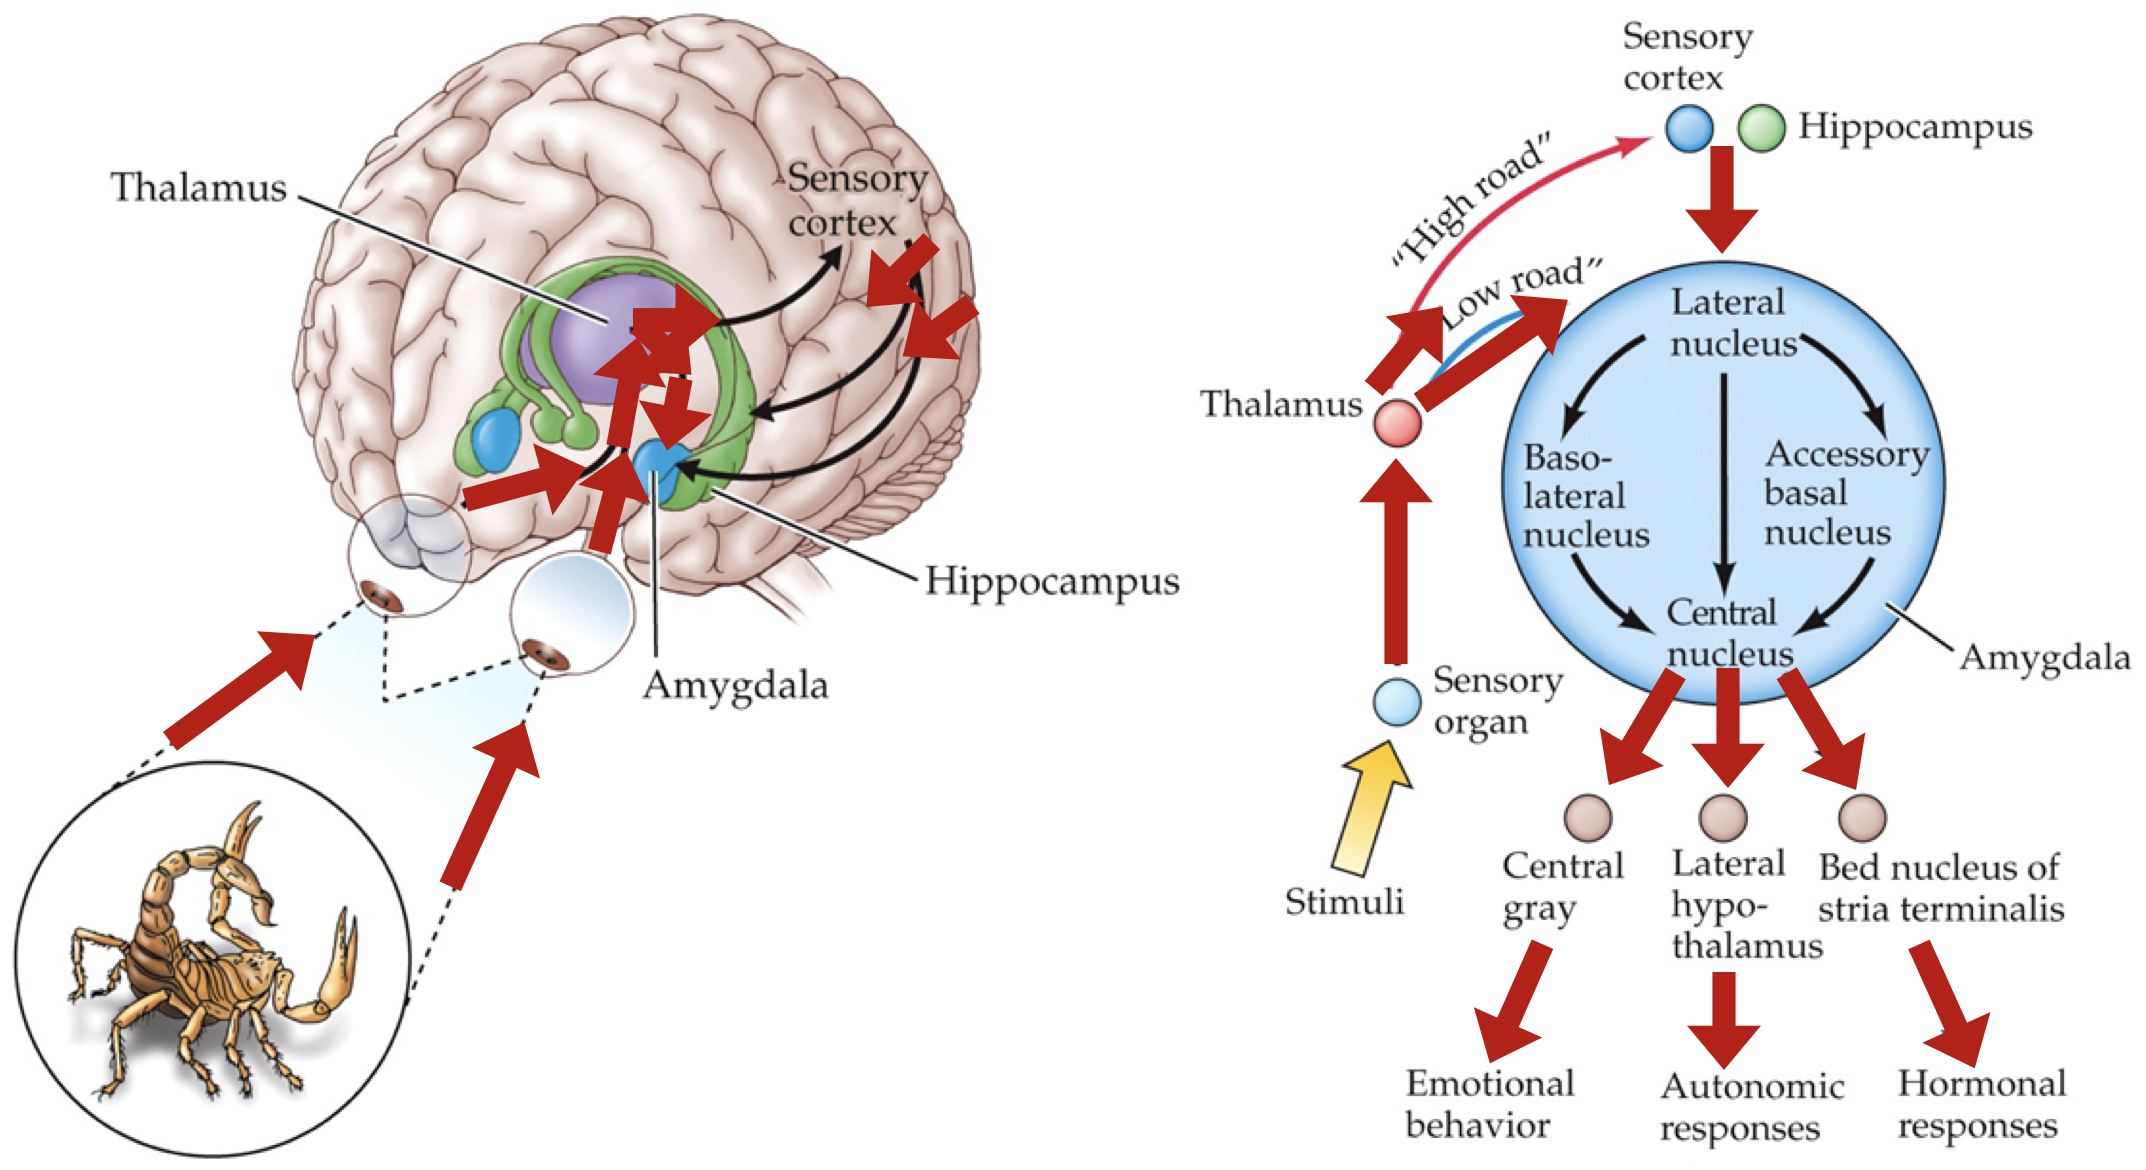 Thalamus
Sensory
cortex
Hippocampus
Amygdala
Sensory
cortex
Hippocampus
“High road”
Low road”
Thalamus
Lateral
nucleus
Baso-
lateral
nucleus
Accessory
basal
nucleus
Central
nucleus
Amygdala
Sensory
organ
Stimuli
Central
gray
Lateral
hypo-
thalamus
Bed nucleus of
stria terminalis
Emotional
behavior
Autonomic
responses
Hormonal
responses